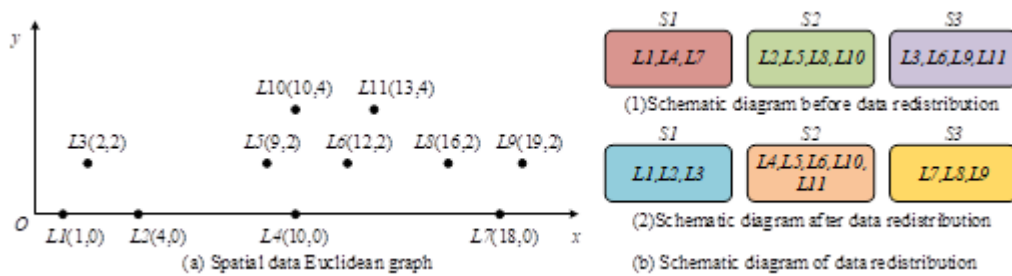 y
S1 S2 S3
L10(10,4) L11(13,4)
L1,L4,L7 L2,L5,L8,L10 L3,L6,L9,L11
(1)Schematic diagram before data redistribution
L3(2,2) L5(9,2) L6(12,2) L8(16,2) L9(19,2)
S1 S2 S3
L1,L2,L3 L4,L5,L6,L10, L7,L8,L9
L11
O x
(2)Schematic diagram after data redistribution
L1(1,0) L2(4,0) L4(10,0) L7(18,0)
(a) Spatial data Euclidean graph
(b) Schematic diagram of data redistribution